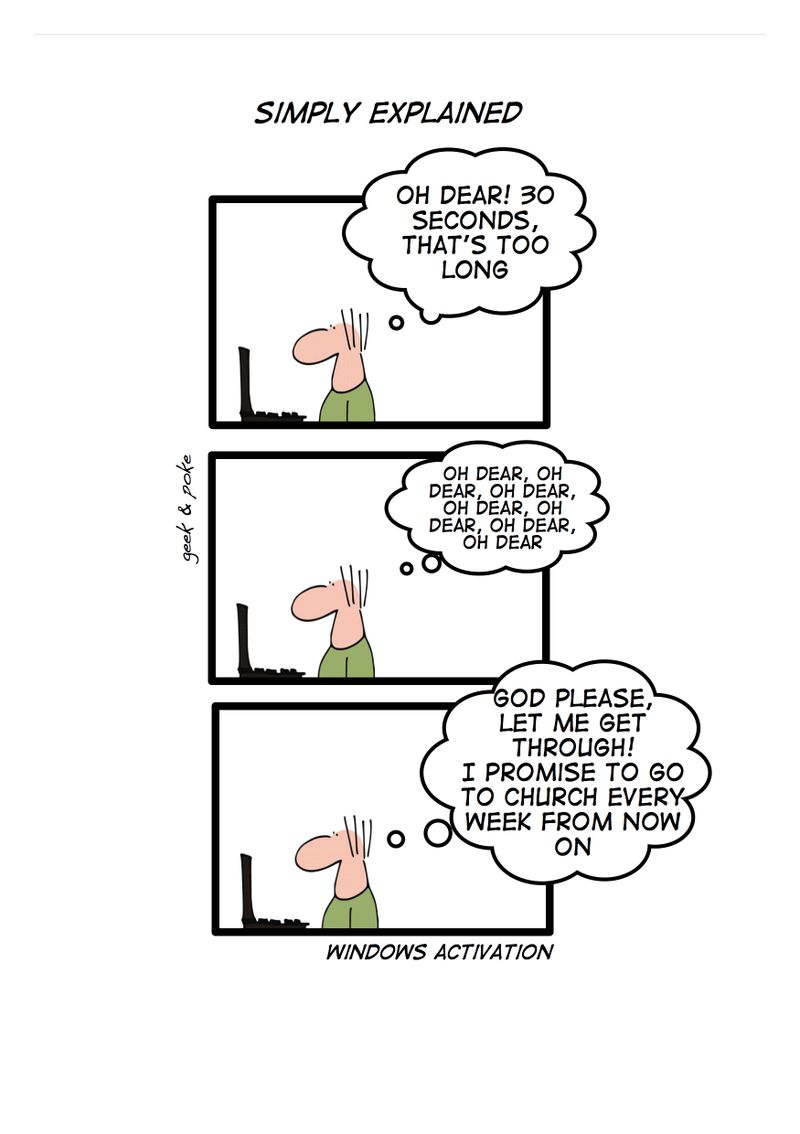 SIMPLY EXPLAINED
OH DEAR! 30
SECONDS,
THAT'S TOO
LONG
geek & poke
OH DEAR, OH
DEAR, OH DEAR,
OH DEAR, OH
DEAR, OH DEAR,
OH DEAR
GOD PLEASE,
LET ME GET
THROUGH!
I PROMISE TO GO
TO CHURCH EVERY
WEEK FROM NOW
ON
WINDOWS ACTIVATION